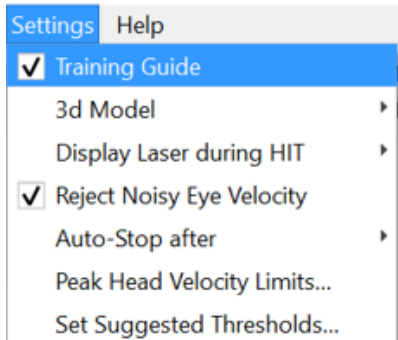 Settings Help
Training Guide
3d Model
Display Laser during HIT
Reject Noisy Eye Velocity
Auto-Stop after
Peak Head Velocity Limits...
Set Suggested Thresholds...